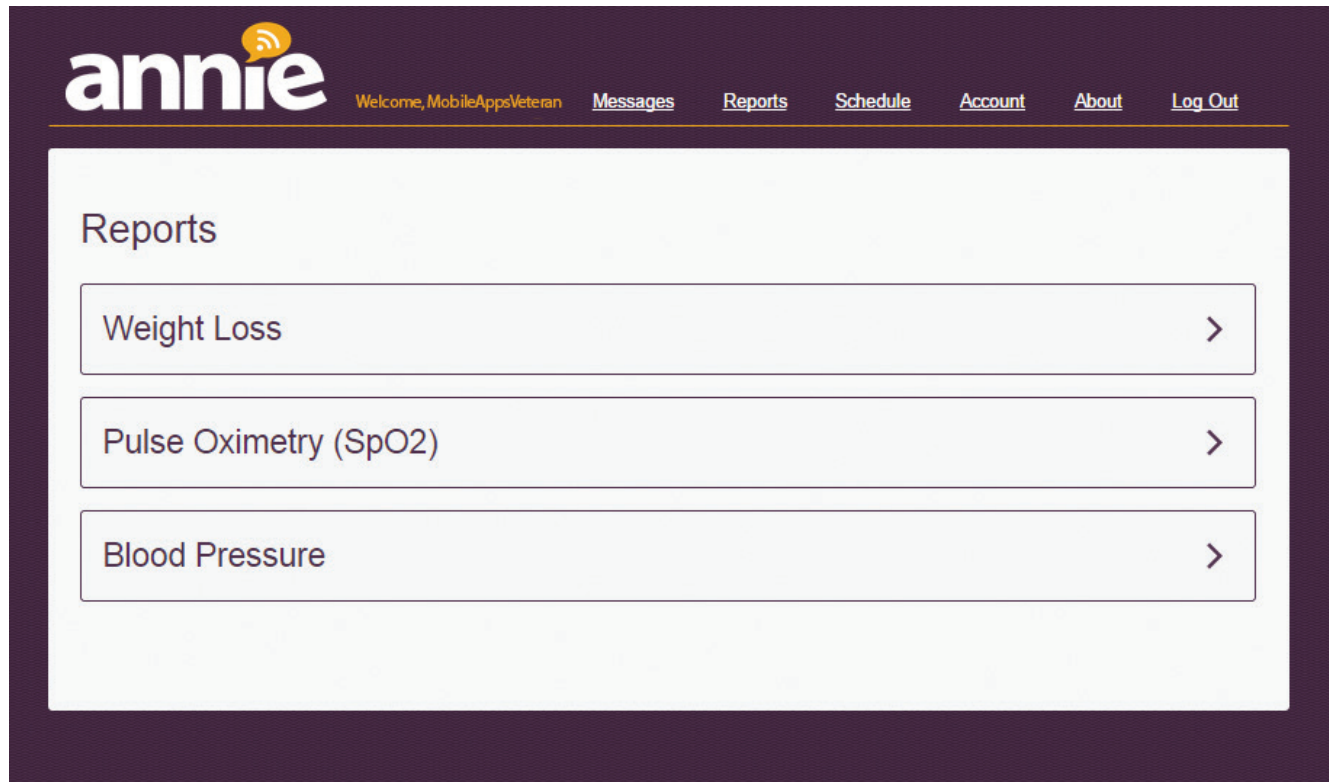 annie
Welcome, MobileAppsVeteran Messages Reports Schedule Account About Log Out
Reports
Weight Loss
Pulse Oximetry (SpO2)
Blood Pressure